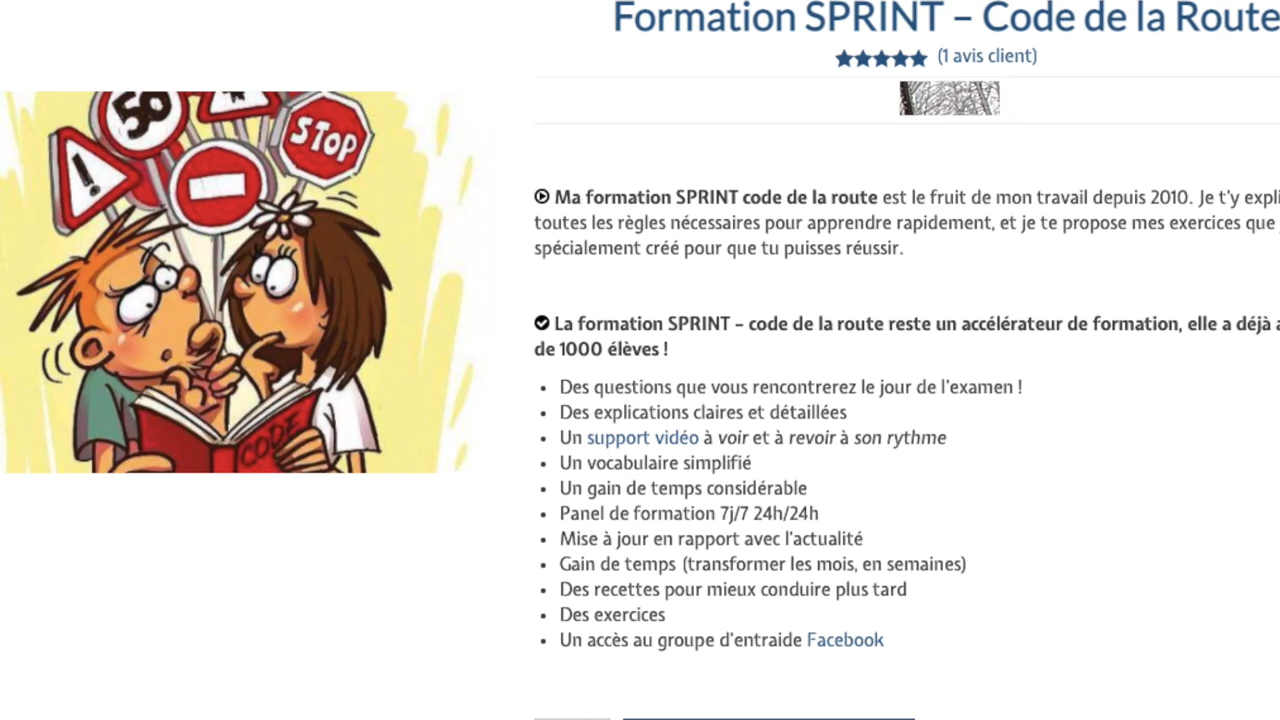 Formation SPRINT – Code de la Route
(1 avis client)
50
STOP
!
CODE
Ma formation SPRINT code de la route est le fruit de mon travail depuis 2010. Je t'y expli
toutes les règles nécessaires pour apprendre rapidement, et je te propose mes exercices que
spécialement créé pour que tu puisses réussir.
La formation SPRINT – code de la route reste un accélérateur de formation, elle a déjà a
de 1000 élèves !
• Des questions que vous rencontrerez le jour de l'examen !
• Des explications claires et détaillées
• Un support vidéo à voir et à revoir à son rythme
• Un vocabulaire simplifié
• Un gain de temps considérable
• Panel de formation 7j/7 24h/24h
• Mise à jour en rapport avec l'actualité
• Gain de temps (transformer les mois, en semaines)
• Des recettes pour mieux conduire plus tard
• Des exercices
• Un accès au groupe d'entraide Facebook